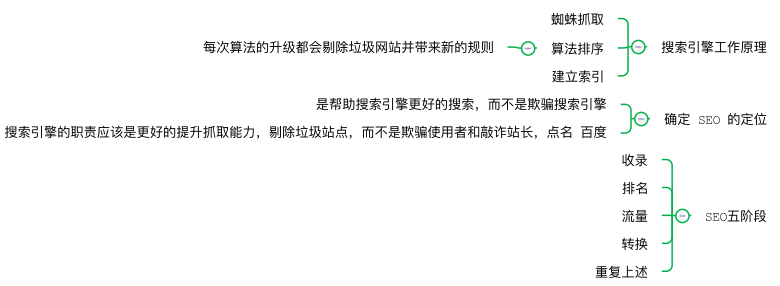 蜘蛛抓取
每次算法的升级都会剔除垃圾网站并带来新的规则
算法排序
搜索引擎工作原理
建立索引
是帮助搜索引擎更好的搜索，而不是欺骗搜索引擎
确定 SEO 的定位
搜索引擎的职责应该是更好的提升抓取能力，剔除垃圾站点，而不是欺骗使用者和敲诈站长，点名 百度
收录
排名
流量
SEO五阶段
转换
重复上述